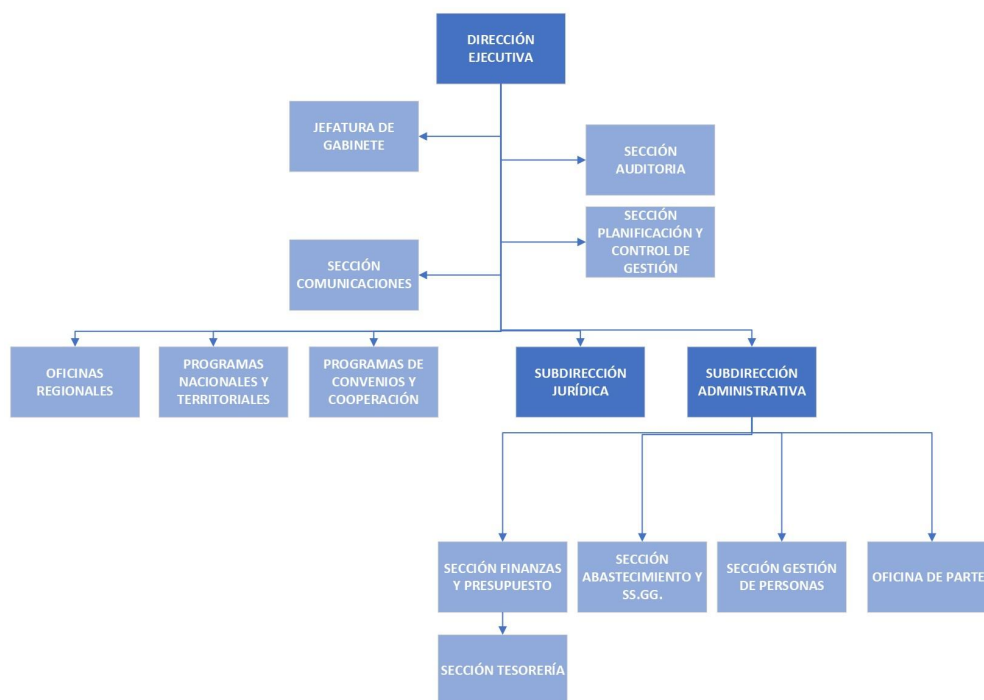 DIRECCIÓN
EJECUTIVA
JEFATURA DE
GABINETE
SECCIÓN
AUDITORIA
SECCIÓN
PLANIFICACIÓN Y
CONTROL DE
GESTIÓN
SECCIÓN
COMUNICACIONES
OFICINAS
REGIONALES
PROGRAMAS
NACIONALES Y
TERRITORIALES
PROGRAMAS DE
CONVENIOS Y
COOPERACIÓN
SUBDIRECCIÓN
JURÍDICA
SUBDIRECCIÓN
ADMINISTRATIVA
SECCIÓN FINANZAS
Y PRESUPUESTO
SECCIÓN
ABASTECIMIENTO Y
SS.GG.
SECCIÓN GESTIÓN
DE PERSONAS
OFICINA DE PARTE
SECCIÓN TESORERÍA